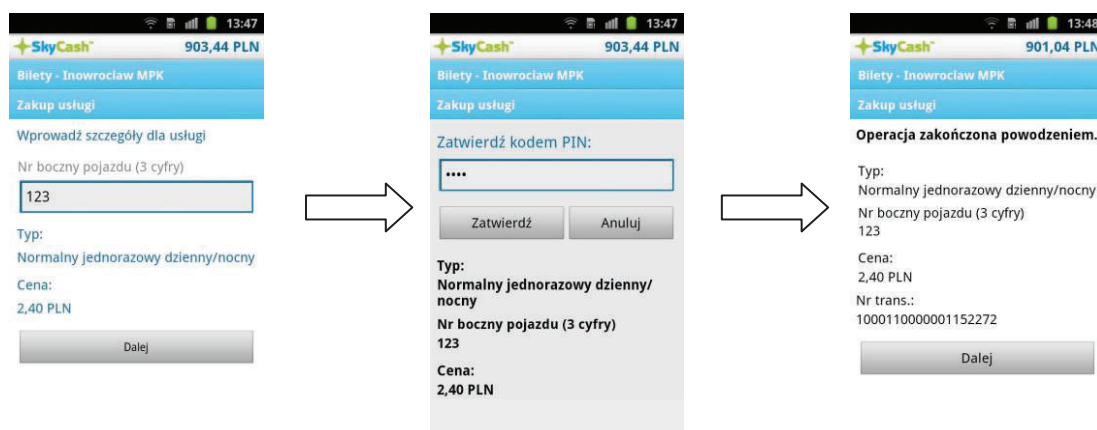 13:47
SkyCash 903,44 PLN
Bilety - Inowroclaw MPK
Zakup usługi
Wprowadź szczegóły dla usługi
Nr boczny pojazdu (3 cyfry)
123
Typ:
Normalny jednorazowy dzienny/nocny
Cena:
2,40 PLN
Dalej
13:47
SkyCash 903,44 PLN
Bilety - Inowroclaw MPK
Zakup usługi
Zatwierdź kodem PIN:
••••
Zatwierdź Anuluj
Typ:
Normalny jednorazowy dzienny/
nocny
Nr boczny pojazdu (3 cyfry)
123
Cena:
2,40 PLN
13:48
SkyCash 901,04 PLN
Bilety - Inowroclaw MPK
Zakup usługi
Operacja zakończona powodzeniem.
Typ:
Normalny jednorazowy dzienny/nocny
Nr boczny pojazdu (3 cyfry)
123
Cena:
2,40 PLN
Nr trans.:
1000110000001152272
Dalej